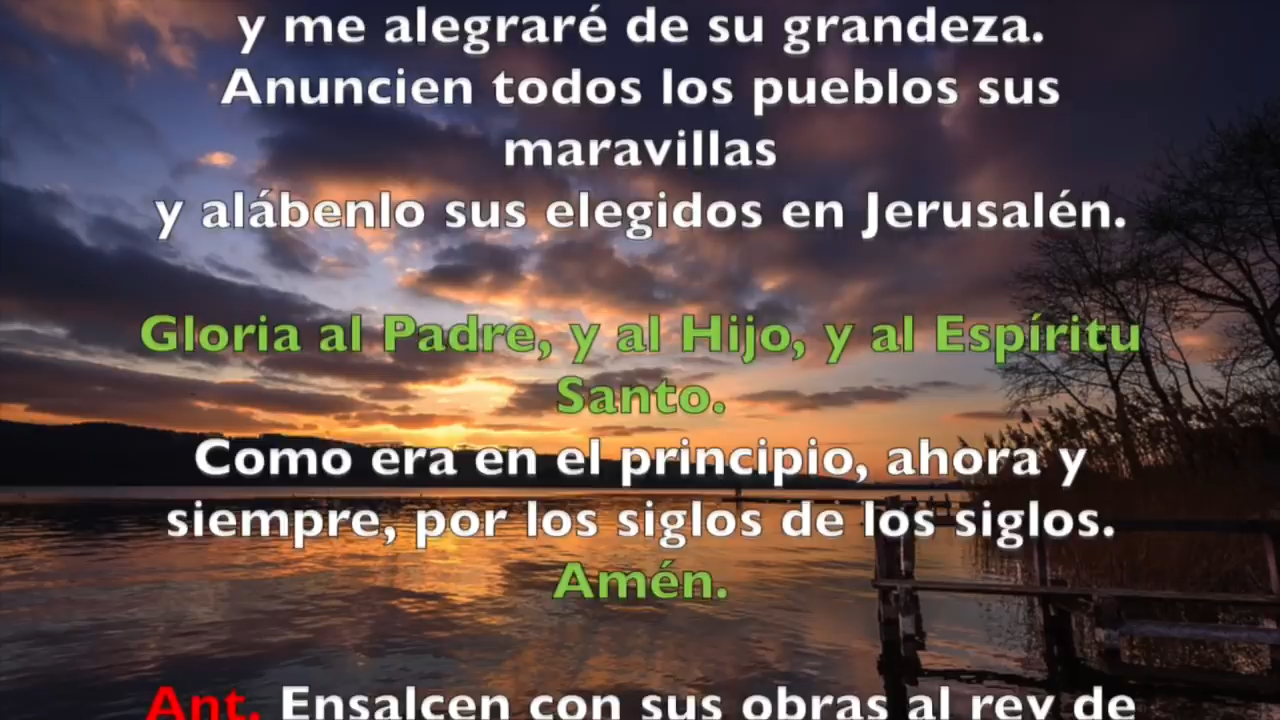 y me alegraré de su grandeza.
Anuncien todos los pueblos sus
maravillas
y alábenlo sus elegidos en Jerusalén.
Gloria al Padre, y al Hijo, y al Espíritu
Santo.
Como era en el principio, ahora y
siempre, por los siglos de los siglos.
Amén.
Ant. Ensalcen con sus obras al rey de